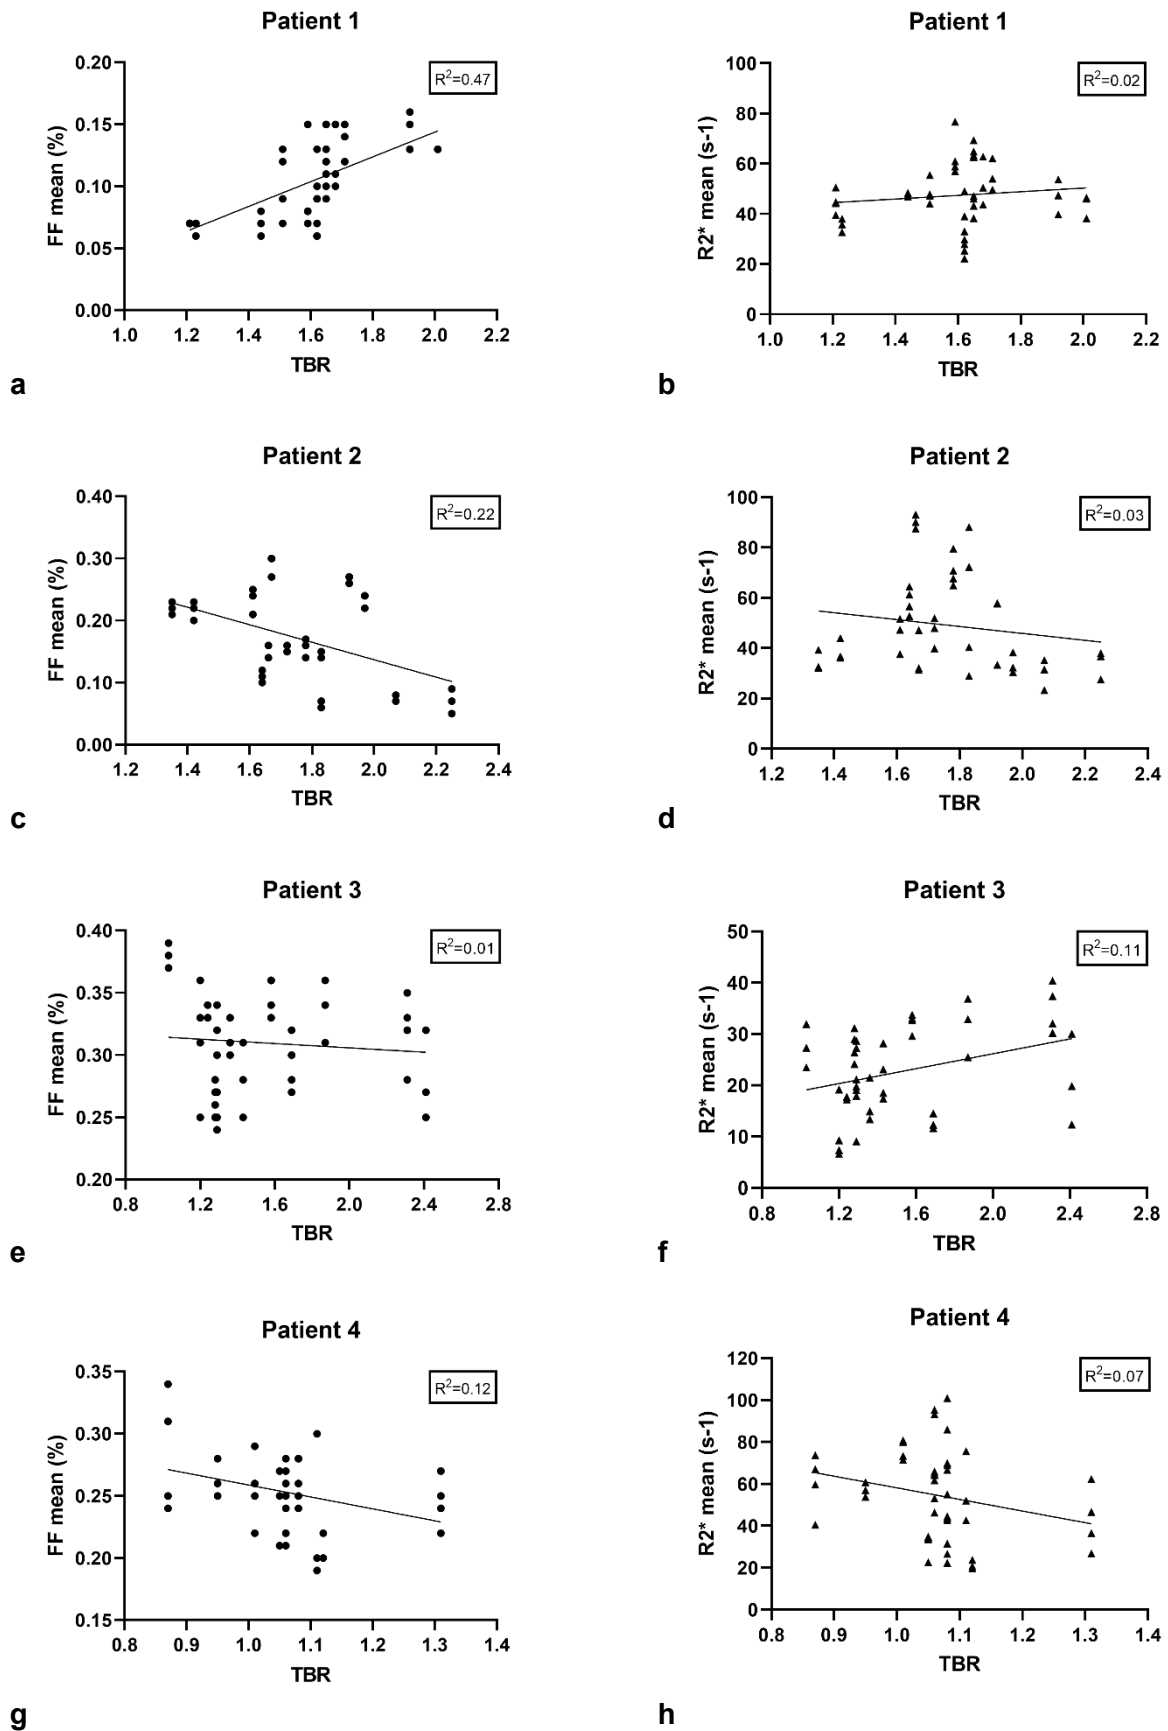 Patient 1
R²=0.47
FF mean (%)
0.20
0.15
0.10
0.05
0.00
1.0 1.2 1.4 1.6 1.8 2.0 2.2
TBR
a
Patient 1
R²=0.02
R2* mean (s-1)
100
80
60
40
20
0
1.0 1.2 1.4 1.6 1.8 2.0 2.2
TBR
b
Patient 2
R²=0.22
FF mean (%)
0.40
0.30
0.20
0.10
0.00
1.2 1.4 1.6 1.8 2.0 2.2 2.4
TBR
c
Patient 2
R²=0.03
R2* mean (s-1)
100
80
60
40
20
0
1.2 1.4 1.6 1.8 2.0 2.2 2.4
TBR
d
Patient 3
R²=0.01
FF mean (%)
0.40
0.35
0.30
0.25
0.20
0.8 1.2 1.6 2.0 2.4 2.8
TBR
e
Patient 3
R²=0.11
R2* mean (s-1)
50
40
30
20
10
0
0.8 1.2 1.6 2.0 2.4 2.8
TBR
f
Patient 4
R²=0.12
FF mean (%)
0.35
0.30
0.25
0.20
0.15
0.8 0.9 1.0 1.1 1.2 1.3 1.4
TBR
g
Patient 4
R²=0.07
R2* mean (s-1)
120
100
80
60
40
20
0
0.8 0.9 1.0 1.1 1.2 1.3 1.4
TBR
h